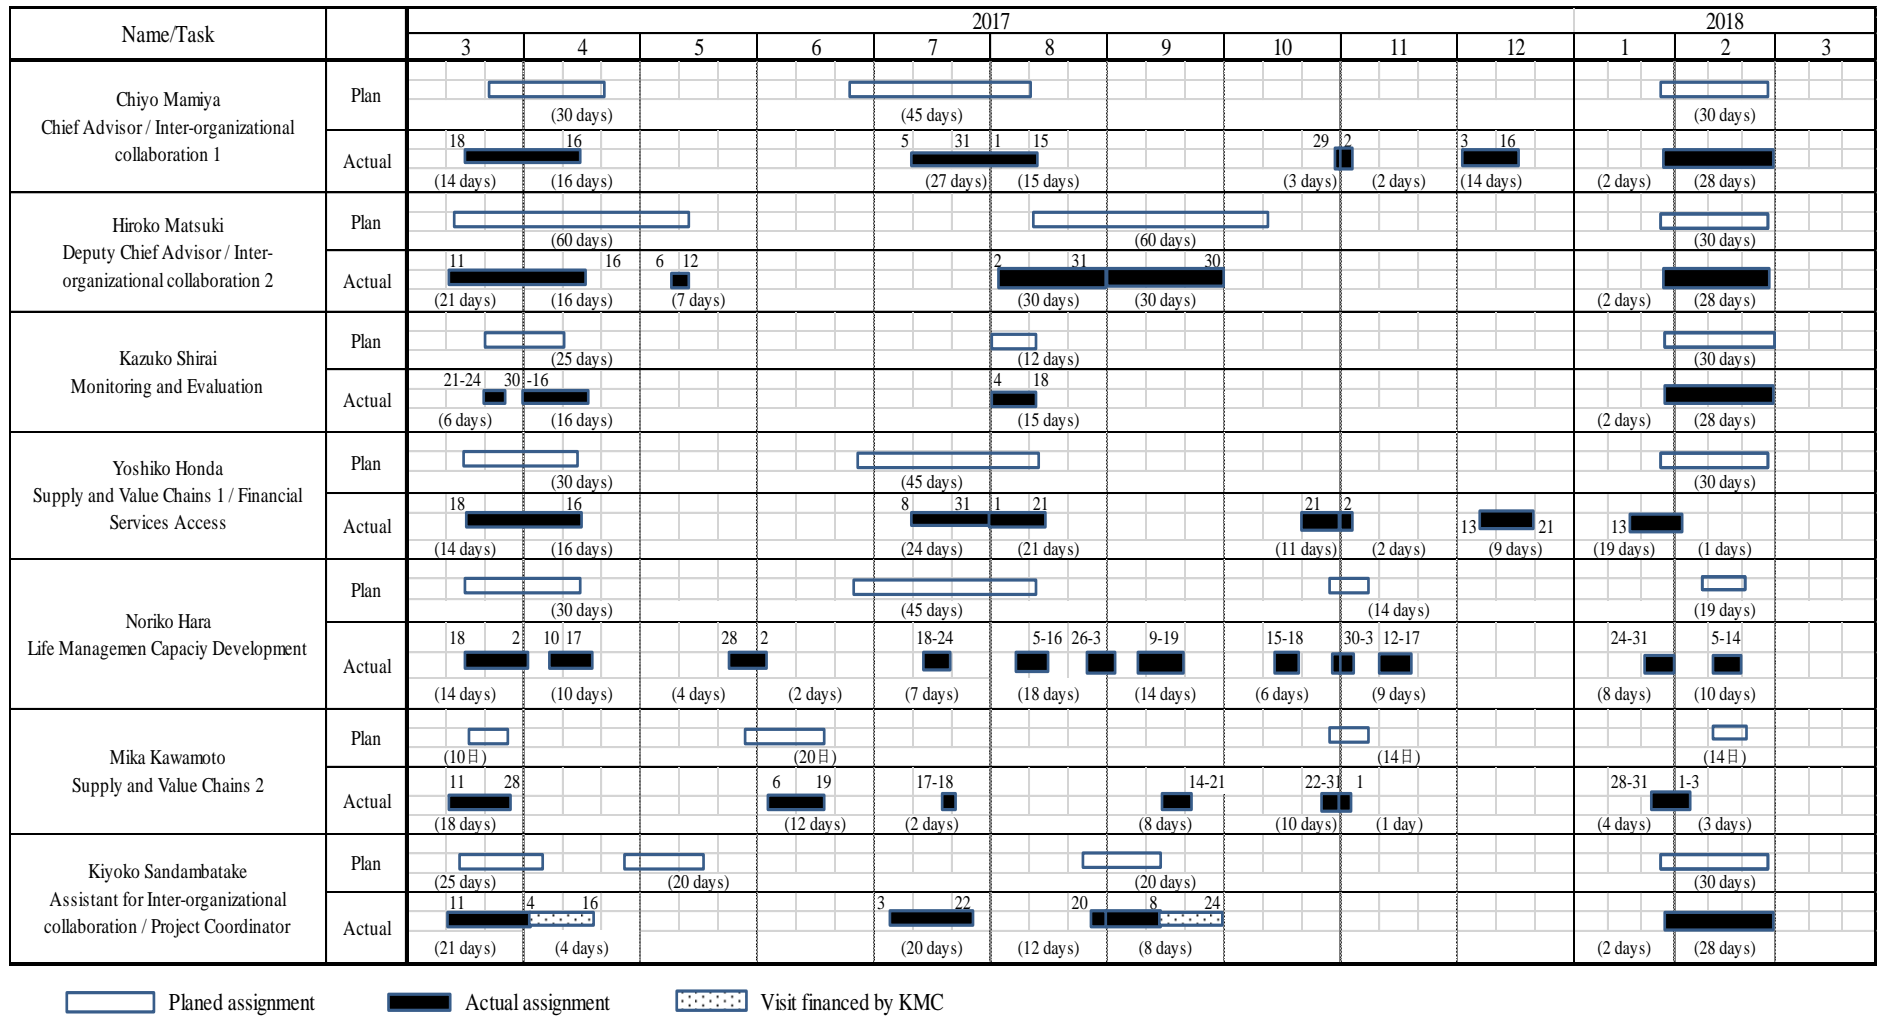 Name/Task 2017 2018
3 4 5 6 7 8 9 10 11 12 1 2 3
Chiyo Mamiya
Chief Advisor / Inter-organizational
collaboration 1
Plan
(30 days) (45 days) (30 days)
Actual
18 16 5 31 1 15 29 2 3 16
(14 days) (16 days) (27 days) (15 days) (3 days) (2 days) (14 days) (2 days) (28 days)
Hiroko Matsuki
Deputy Chief Advisor / Inter-
organizational collaboration 2
Plan
(60 days) (60 days) (30 days)
Actual
11 16 6 12 2 31 30
(21 days) (16 days) (7 days) (30 days) (30 days) (2 days) (28 days)
Kazuko Shirai
Monitoring and Evaluation
Plan
(25 days) (12 days) (30 days)
Actual
21-24 30 -16 4 18
(6 days) (16 days) (15 days) (2 days) (28 days)
Yoshiko Honda
Supply and Value Chains 1 / Financial
Services Access
Plan
(30 days) (45 days) (30 days)
Actual
18 16 8 31 1 21 21 2 13 21 13
(14 days) (16 days) (24 days) (21 days) (11 days) (2 days) (9 days) (19 days) (1 days)
Noriko Hara
Life Managemen Capaciy Development
Plan
(30 days) (45 days) (14 days) (19 days)
Actual
18 2 10 17 28 2 18-24 5-16 26-3 9-19 15-18 30-3 12-17 24-31 5-14
(14 days) (10 days) (4 days) (2 days) (7 days) (18 days) (14 days) (6 days) (9 days) (8 days) (10 days)
Mika Kawamoto
Supply and Value Chains 2
Plan
(10日) (20日) (14日) (14日)
Actual
11 28 6 19 17-18 14-21 22-31 1 28-31 1-3
(18 days) (12 days) (2 days) (8 days) (10 days) (1 day) (4 days) (3 days)
Kiyoko Sandambatake
Assistant for Inter-organizational
collaboration / Project Coordinator
Plan
(25 days) (20 days) (20 days) (30 days)
Actual
11 4 16 3 22 20 8 24
(21 days) (4 days) (20 days) (12 days) (8 days) (2 days) (28 days)
Planed assignment Actual assignment Visit financed by KMC